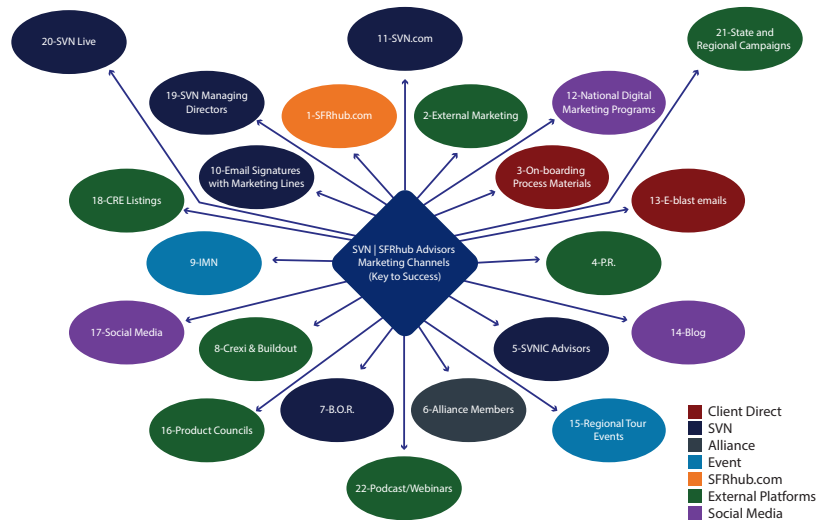 20-SVN Live
11-SVN.com
21-State and
Regional Campaigns
19-SVN Managing
Directors
1-SFRhub.com
2-External Marketing
12-National Digital
Marketing Programs
10-Email Signatures
with Marketing Lines
3-On-boarding
Process Materials
18-CRE Listings
13-E-blast emails
SVN | SFRhub Advisors
Marketing Channels
(Key to Success)
9-IMN
4-P.R.
17-Social Media
14-Blog
8-Crexi & Buildout
5-SVNIC Advisors
7-B.O.R.
6-Alliance Members
16-Product Councils
15-Regional Tour
Events
22-Podcast/Webinars
Client Direct
SVN
Alliance
Event
SFRhub.com
External Platforms
Social Media